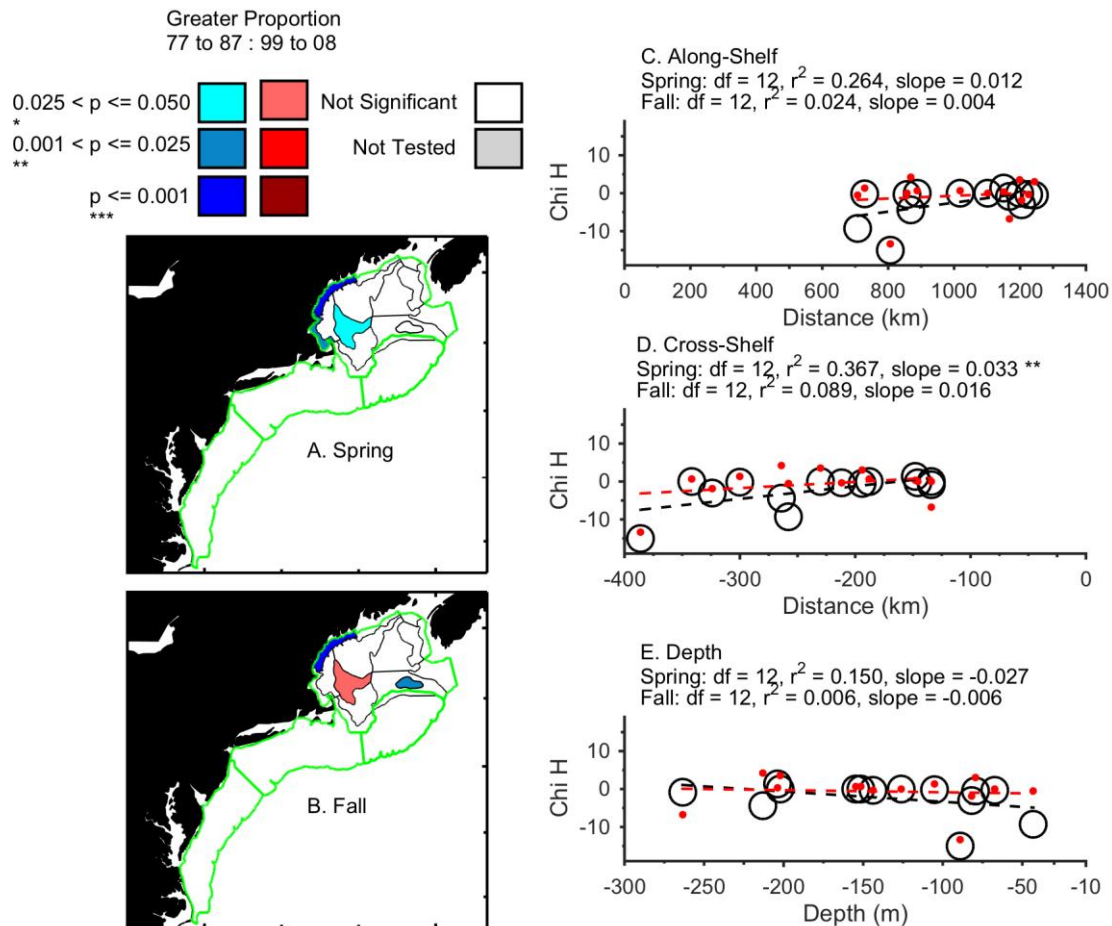 Greater Proportion
77 to 87 : 99 to 08
0.025 < p <= 0.050
*
0.001 < p <= 0.025
**
p <= 0.001
***
Not Significant
Not Tested
A. Spring
B. Fall
C. Along-Shelf
Spring: df = 12, r² = 0.264, slope = 0.012
Fall: df = 12, r² = 0.024, slope = 0.004
10
0
-10
Chi H
0 200 400 600 800 1000 1200 1400
Distance (km)
D. Cross-Shelf
Spring: df = 12, r² = 0.367, slope = 0.033 **
Fall: df = 12, r² = 0.089, slope = 0.016
10
0
-10
Chi H
-400 -300 -200 -100 0
Distance (km)
E. Depth
Spring: df = 12, r² = 0.150, slope = -0.027
Fall: df = 12, r² = 0.006, slope = -0.006
10
0
-10
Chi H
-300 -250 -200 -150 -100 -50 -10
Depth (m)